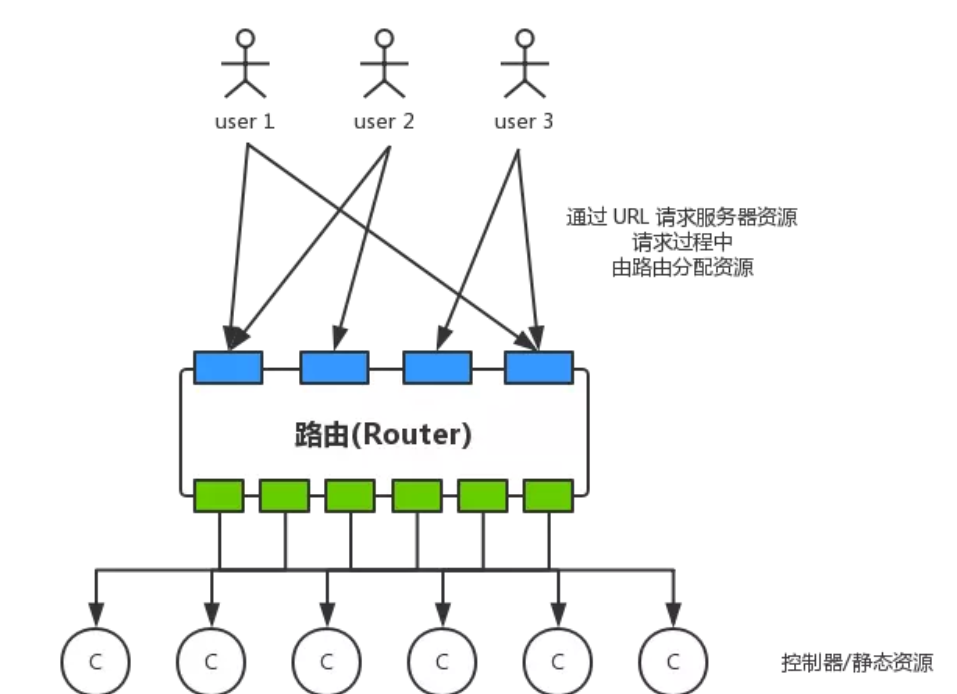 user 1
user 2
user 3
通过 URL 请求服务器资源
请求过程中
由路由分配资源
路由(Router)
C
C
C
C
C
C
控制器/静态资源